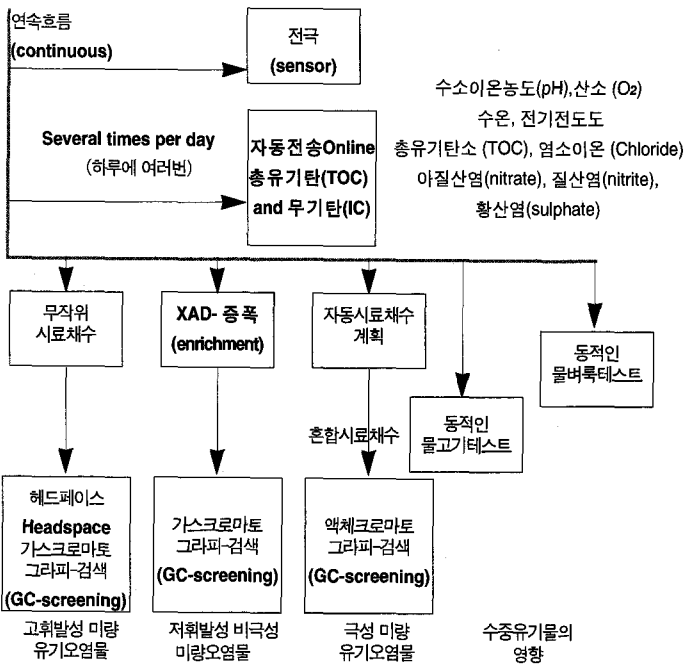 연속흐름
(continuous)
전극
(sensor)
수소이온농도(pH),산소 (O₂)
수온, 전기전도도
총유기탄소 (TOC), 염소이온 (Chloride)
아질산염(nitrate), 질산염(nitrite),
황산염(sulphate)
Several times per day
(하루에 여러번)
자동전송Online
총유기탄(TOC)
and 무기탄(IC)
무작위
시료채수
XAD- 증폭
(enrichment)
자동시료채수
계획
동적인
물벼룩테스트
혼합시료채수
동적인
물고기테스트
헤드페이스
Headspace
가스크로마토
그라피-검색
(GC-screening)
가스크로마토
그라피-검색
(GC-screening)
액체크로마토
그라피-검색
(GC-screening)
고휘발성 미량
유기오염물
저휘발성 비극성
미량오염물
극성 미량
유기오염물
수중유기물의
영향